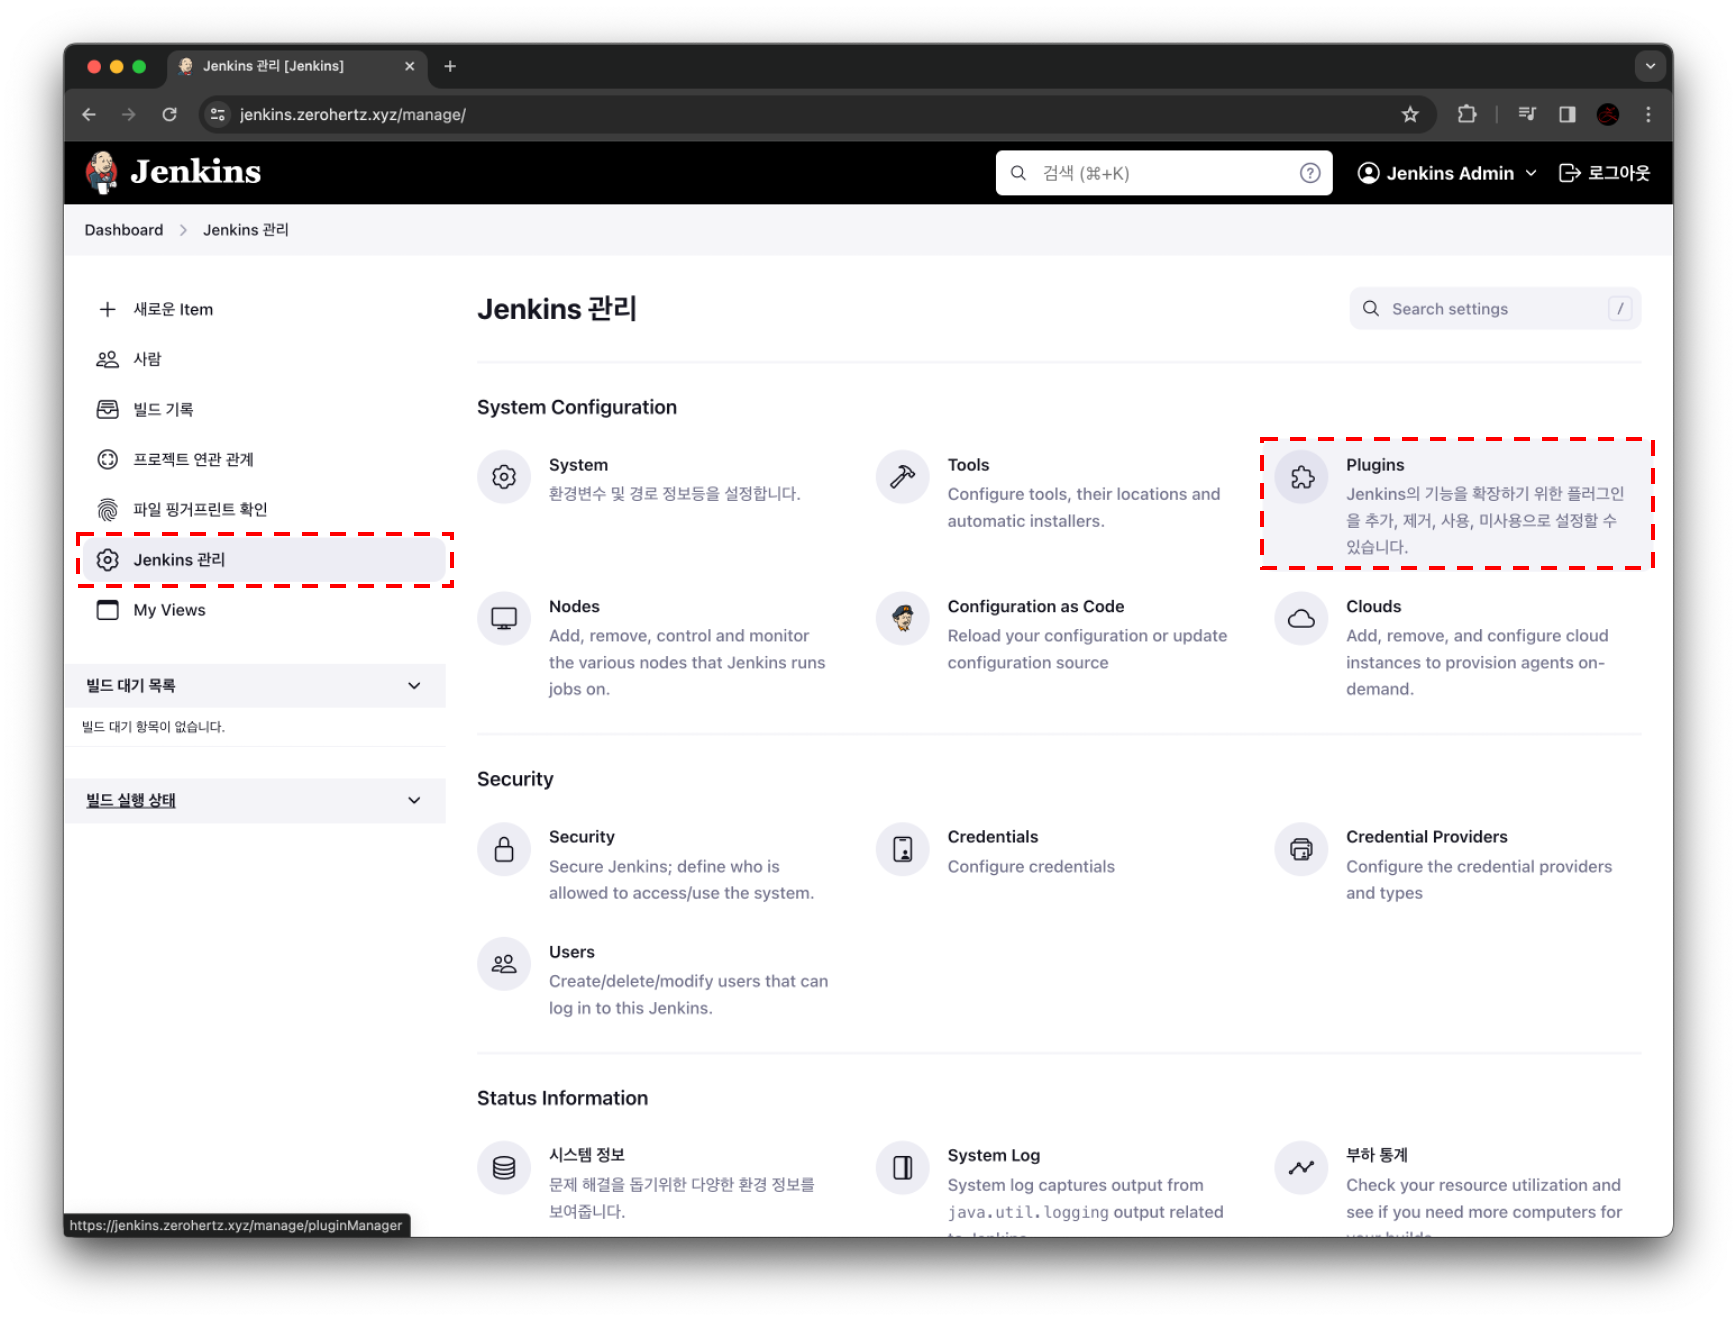 Jenkins 관리 [Jenkins]
jenkins.zerohertz.xyz/manage/
Jenkins
검색 (⌘+K)
Jenkins Admin
로그아웃
Dashboard
Jenkins 관리
새로운 Item
사람
빌드 기록
프로젝트 연관 관계
파일 핑거프린트 확인
Jenkins 관리
My Views
빌드 대기 목록
빌드 대기 항목이 없습니다.
빌드 실행 상태
Jenkins 관리
Search settings
/
System Configuration
System
환경변수 및 경로 정보등을 설정합니다.
Tools
Configure tools, their locations and
automatic installers.
Plugins
Jenkins의 기능을 확장하기 위한 플러그인
을 추가, 제거, 사용, 미사용으로 설정할 수
있습니다.
Nodes
Add, remove, control and monitor
the various nodes that Jenkins runs
jobs on.
Configuration as Code
Reload your configuration or update
configuration source
Clouds
Add, remove, and configure cloud
instances to provision agents on-
demand.
Security
Security
Secure Jenkins; define who is
allowed to access/use the system.
Credentials
Configure credentials
Credential Providers
Configure the credential providers
and types
Users
Create/delete/modify users that can
log in to this Jenkins.
Status Information
시스템 정보
문제 해결을 돕기위한 다양한 환경 정보를
보여줍니다.
System Log
System log captures output from
java.util.logging output related
to Jenkins
부하 통계
Check your resource utilization and
see if you need more computers for
your builds.
https://jenkins.zerohertz.xyz/manage/pluginManager